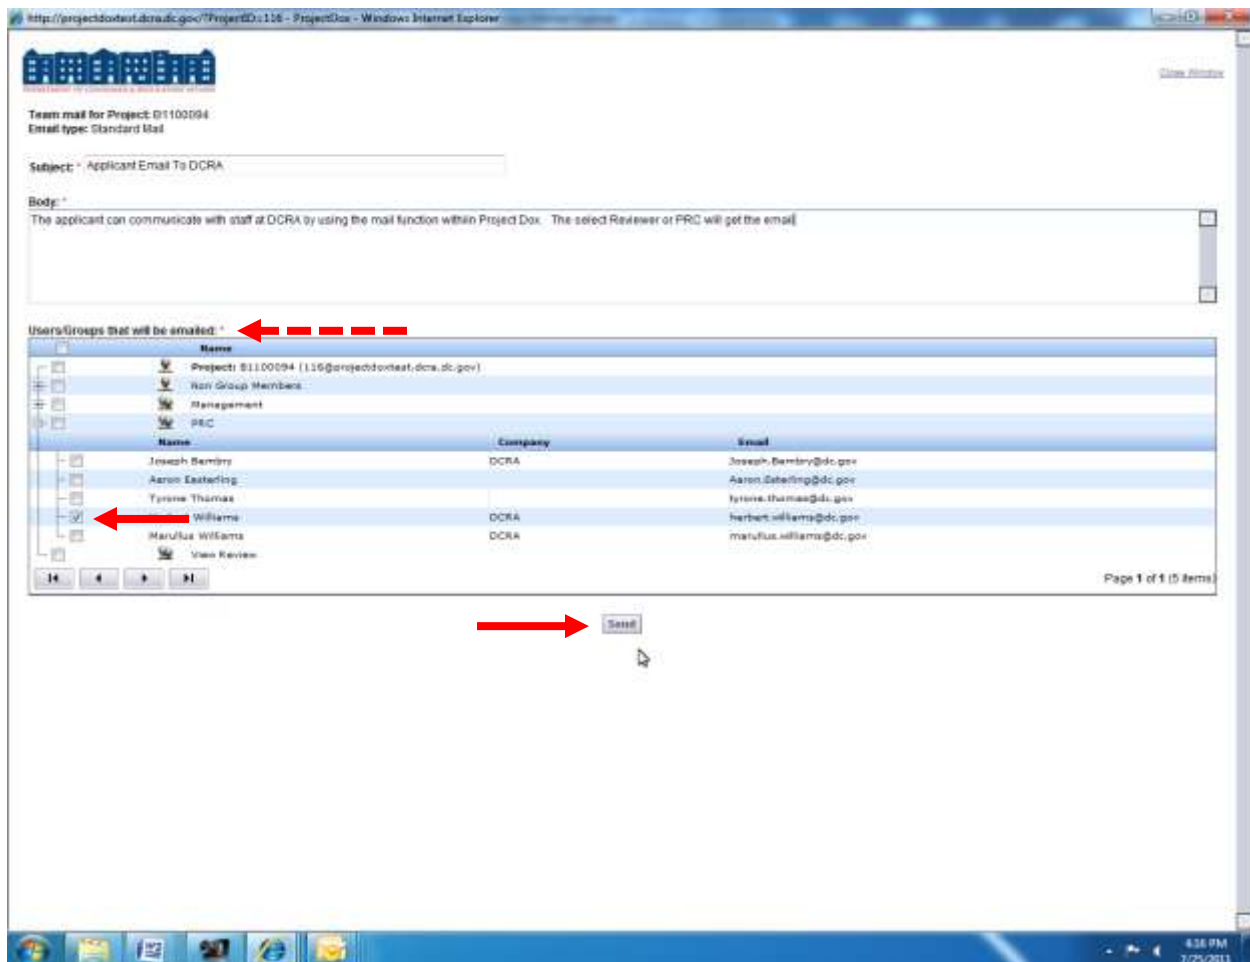 http://projectdoxtest.dcra.dc.gov/?ProjectID=116 - ProjectDox - Windows Internet Explorer
Close Window
Team mail for Project: B1100094
Email type: Standard Mail
Subject: * Applicant Email To DCRA
Body: *
The applicant can communicate with staff at DCRA by using the mail function within Project Dox. The select Reviewer or PRC will get the email
Users/Groups that will be emailed: *
Name
Project: B1100094 (116@projectdoxtest.dcra.dc.gov)
Non Group Members
Management
PRC
Name Company Email
Joseph Bembry DCRA Joseph.Bembry@dc.gov
Aaron Easterling Aaron.Esterling@dc.gov
Tyrone Thomas tyrone.thomas@dc.gov
Williams DCRA herbert.williams@dc.gov
Marullus Williams DCRA marullus.williams@dc.gov
View Review
Page 1 of 1 (5 items)
Send
4:16 PM